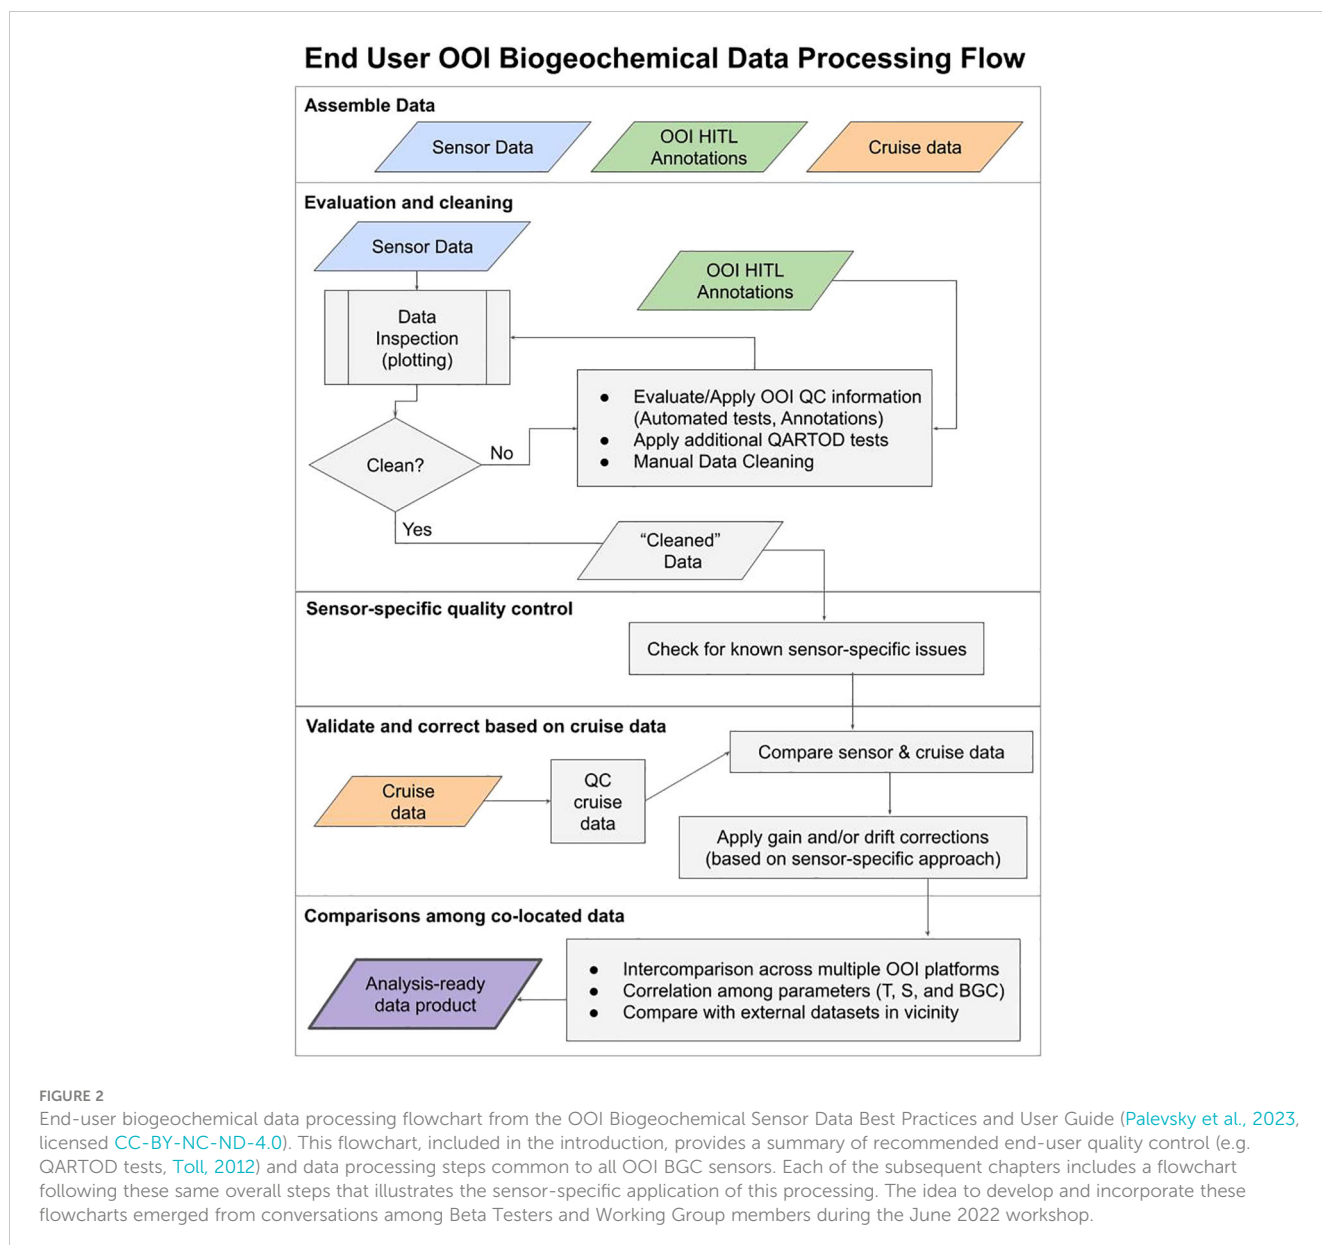 End User OOI Biogeochemical Data Processing Flow
Assemble Data
Sensor Data
OOI HITL
Annotations
Cruise data
Evaluation and cleaning
Sensor Data
OOI HITL
Annotations
Data
Inspection
(plotting)
● Evaluate/Apply OOI QC information
(Automated tests, Annotations)
● Apply additional QARTOD tests
● Manual Data Cleaning
Clean?
No
Yes
“Cleaned”
Data
Sensor-specific quality control
Check for known sensor-specific issues
Validate and correct based on cruise data
Compare sensor & cruise data
Cruise
data
QC
cruise
data
Apply gain and/or drift corrections
(based on sensor-specific approach)
Comparisons among co-located data
● Intercomparison across multiple OOI platforms
● Correlation among parameters (T, S, and BGC)
● Compare with external datasets in vicinity
Analysis-ready
data product
FIGURE 2
End-user biogeochemical data processing flowchart from the OOI Biogeochemical Sensor Data Best Practices and User Guide (Palevsky et al., 2023,
licensed CC-BY-NC-ND-4.0). This flowchart, included in the introduction, provides a summary of recommended end-user quality control (e.g.
QARTOD tests, Toll, 2012) and data processing steps common to all OOI BGC sensors. Each of the subsequent chapters includes a flowchart
following these same overall steps that illustrates the sensor-specific application of this processing. The idea to develop and incorporate these
flowcharts emerged from conversations among Beta Testers and Working Group members during the June 2022 workshop.